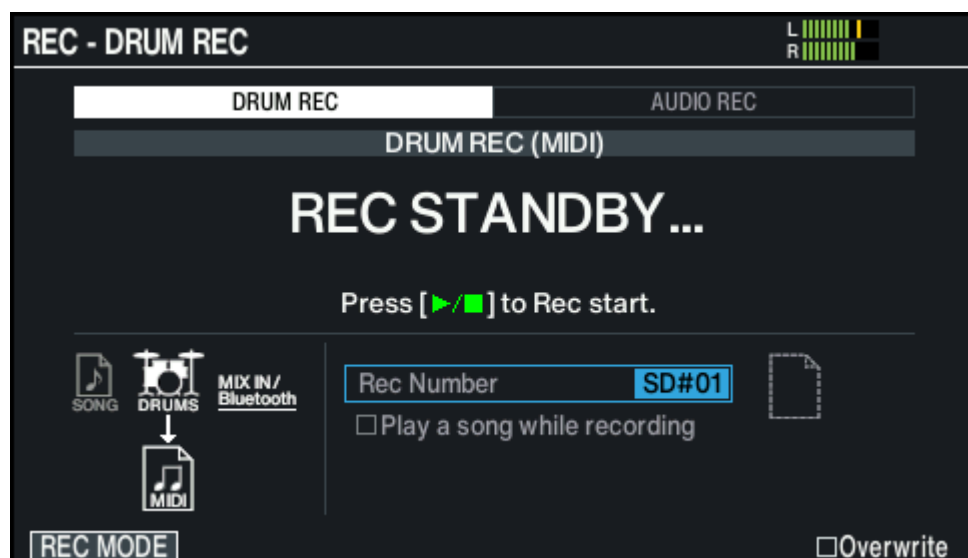 REC - DRUM REC
L
R
DRUM REC AUDIO REC
DRUM REC (MIDI)
REC STANDBY...
Press [▶/■] to Rec start.
SONG DRUMS MIX IN/
Bluetooth
MIDI
Rec Number SD#01
☐Play a song while recording
REC MODE ☐Overwrite